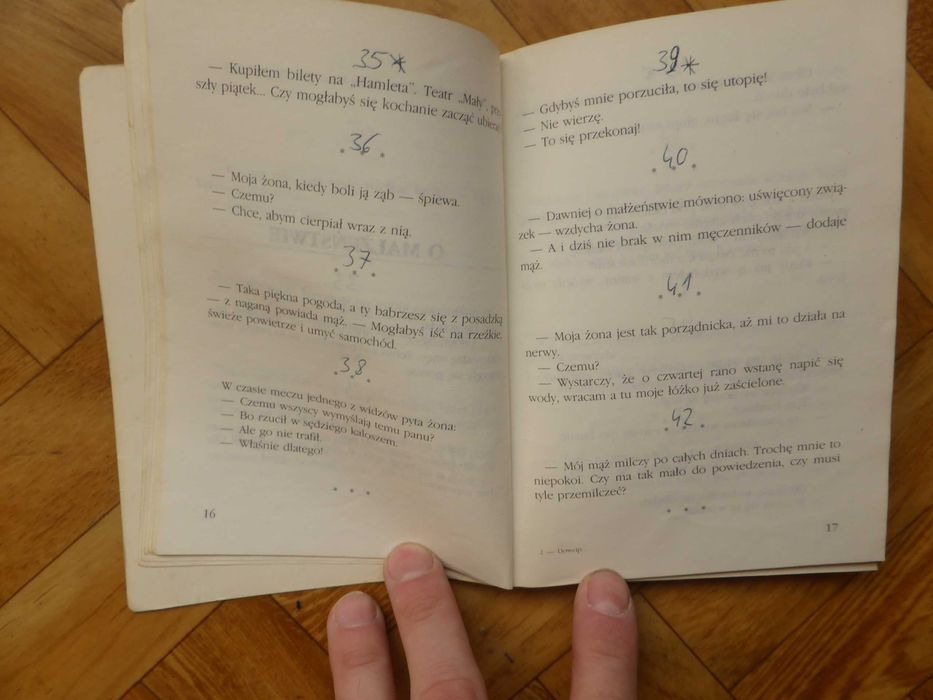 35*
— Kupiłem bilety na „Hamleta”. Teatr „Mały”,
szły piątek... Czy mogłabyś się kochanie zacząć
36
— Moja żona, kiedy boli ją ząb — śpiewa.
— Czemu?
— Chce, abym cierpiał wraz z nią.
O MAŁŻEŃSTWIE
37
— Taka piękna pogoda, a ty babrzesz się z posadzką
— z naganą powiada mąż. — Mogłabyś iść na rzeźkie,
świeże powietrze i umyć samochód.
38
W czasie meczu jednego z widzów pyta żona:
— Czemu wszyscy wymyślają temu panu?
— Bo rzucił w sędziego kaloszem.
— Ale go nie trafił.
— Właśnie dlatego!
* * *
16
39*
— Gdybyś mnie porzuciła, to się utopię!
— Nie wierzę.
— To się przekonaj!
40
— Dawniej o małżeństwie mówiono: uświęcony zwią-
zek — wzdycha żona.
— A i dziś nie brak w nim męczenników — dodaje
mąż.
41
— Moja żona jest tak porządnicka, aż mi to działa na
nerwy.
— Czemu?
— Wystarczy, że o czwartej rano wstanę napić się
wody, wracam a tu moje łóżko już zaścielone.
42
— Mój mąż milczy po całych dniach. Trochę mnie to
niepokoi. Czy ma tak mało do powiedzenia, czy musi
tyle przemilczeć?
* * *
17
2 — Dowcip...